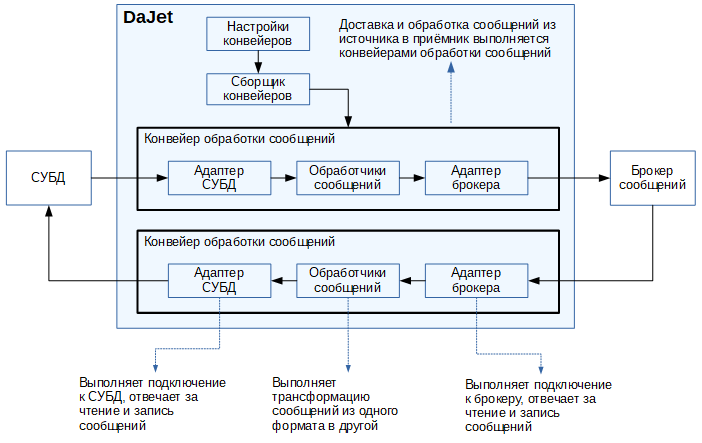 DaJet
Настройки
конвейеров
Доставка и обработка сообщений из
источника в приёмник выполняется
конвейерами обработки сообщений
Сборщик
конвейеров
Конвейер обработки сообщений
СУБД
Адаптер
СУБД
Обработчики
сообщений
Адаптер
брокера
Брокер
сообщений
Конвейер обработки сообщений
Адаптер
СУБД
Обработчики
сообщений
Адаптер
брокера
Выполняет подключение
к СУБД, отвечает за
чтение и запись
сообщений
Выполняет
трансформацию
сообщений из одного
формата в другой
Выполняет подключение
к брокеру, отвечает за
чтение и запись
сообщений